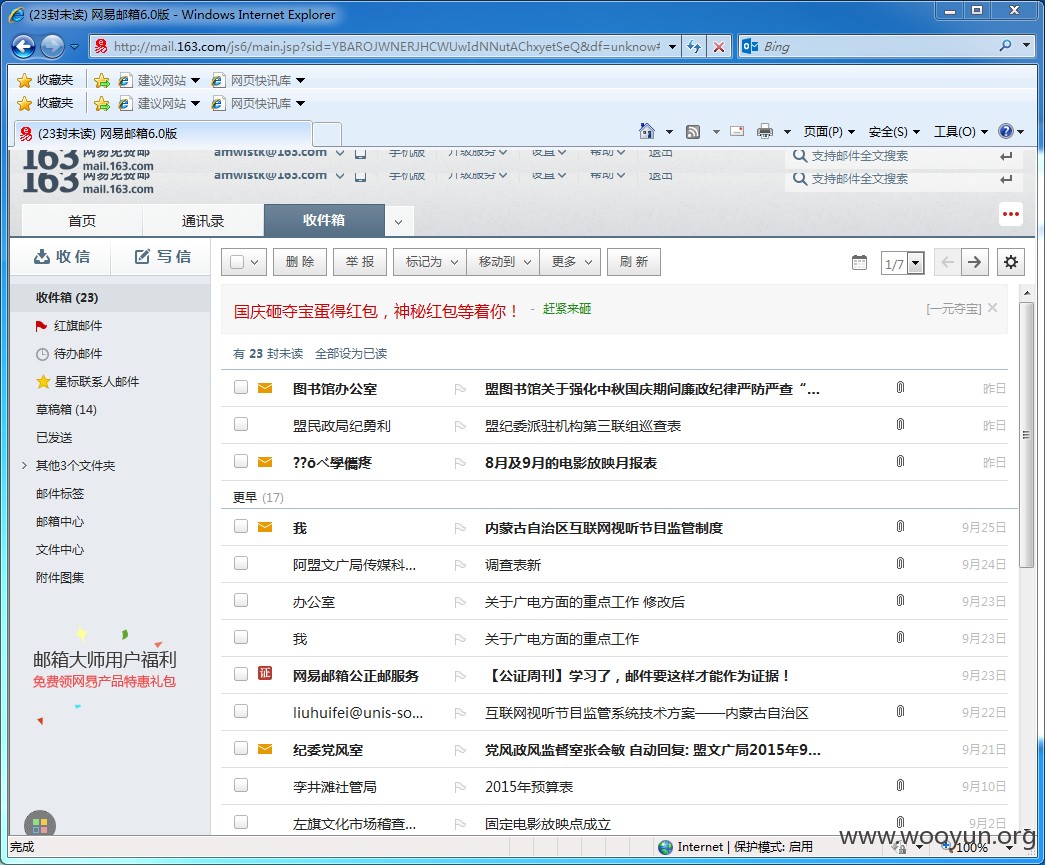 (23封未读) 网易邮箱6.0版 - Windows Internet Explorer
http://mail.163.com/js6/main.jsp?sid=YBAROJWNERJHCWUwIdNNutAChxyetSeQ&df=unknow# Bing
收藏夹 建议网站 网页快讯库
收藏夹 建议网站 网页快讯库
(23封未读) 网易邮箱6.0版 页面(P) 安全(S) 工具(O)
163 网易免费邮 mail.163.com amwlstk@163.com 手机版 升级服务 设置 帮助 退出 支持邮件全文搜索
163 网易免费邮 mail.163.com amwlstk@163.com 手机版 升级服务 设置 帮助 退出 支持邮件全文搜索
首页 通讯录 收件箱
收信 写信 删 除 举 报 标记为 移动到 更多 刷 新 1/7
收件箱 (23)
红旗邮件
待办邮件
星标联系人邮件
草稿箱 (14)
已发送
其他3个文件夹
邮件标签
邮箱中心
文件中心
附件图集
邮箱大师用户福利
免费领网易产品特惠礼包
国庆砸夺宝蛋得红包，神秘红包等着你！ - 赶紧来砸 [一元夺宝]
有 23 封未读 全部设为已读
图书馆办公室 盟图书馆关于强化中秋国庆期间廉政纪律严防严查“... 昨日
盟民政局纪勇利 盟纪委派驻机构第三联组巡查表 昨日
8月及9月的电影放映月报表 昨日
更早 (17)
我 内蒙古自治区互联网视听节目监管制度 9月25日
阿盟文广局传媒科... 调查表新 9月24日
办公室 关于广电方面的重点工作 修改后 9月23日
我 关于广电方面的重点工作 9月23日
证 网易邮箱公正邮服务 【公证周刊】学习了，邮件要这样才能作为证据！ 9月23日
liuhuifei@unis-so... 互联网视听节目监管系统技术方案——内蒙古自治区 9月22日
纪委党风室 党风政风监督室张会敏 自动回复: 盟文广局2015年9... 9月21日
李井滩社管局 2015年预算表 9月10日
左旗文化市场稽查... 固定电影放映点成立 9月2日
www.wooyun.org
完成 Internet | 保护模式: 启用 100%